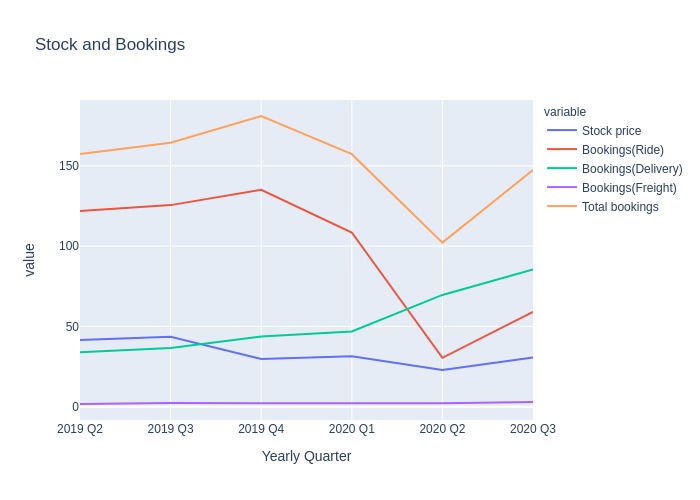 Stock and Bookings
variable
Stock price
Bookings(Ride)
Bookings(Delivery)
Bookings(Freight)
Total bookings
value
150
100
50
0
2019 Q2
2019 Q3
2019 Q4
2020 Q1
2020 Q2
2020 Q3
Yearly Quarter